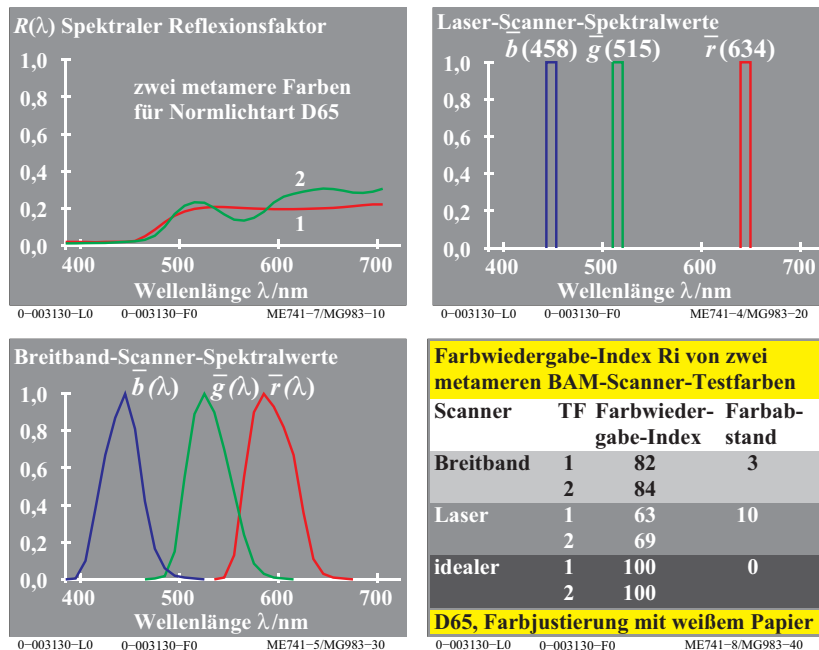 R(λ) Spektraler Reflexionsfaktor
1,0
0,8
0,6
0,4
0,2
0,0
zwei metamere Farben
für Normlichtart D65
2
1
400 500 600 700
Wellenlänge λ/nm
0−003130−L0 0−003130−F0 ME741−7/MG983−10
Laser-Scanner-Spektralwerte
b̅(458) g̅(515) r̅(634)
1,0
0,8
0,6
0,4
0,2
0,0
400 500 600 700
Wellenlänge λ/nm
0−003130−L0 0−003130−F0 ME741−4/MG983−20
Breitband-Scanner-Spektralwerte
b̅(λ) g̅(λ) r̅(λ)
1,0
0,8
0,6
0,4
0,2
0,0
400 500 600 700
Wellenlänge λ/nm
0−003130−L0 0−003130−F0 ME741−5/MG983−30
Farbwiedergabe-Index Ri von zwei
metameren BAM-Scanner-Testfarben
Scanner TF Farbwieder- Farbab-
gabe-Index stand
Breitband 1 82 3
2 84
Laser 1 63 10
2 69
idealer 1 100 0
2 100
D65, Farbjustierung mit weißem Papier
0−003130−L0 0−003130−F0 ME741−8/MG983−40